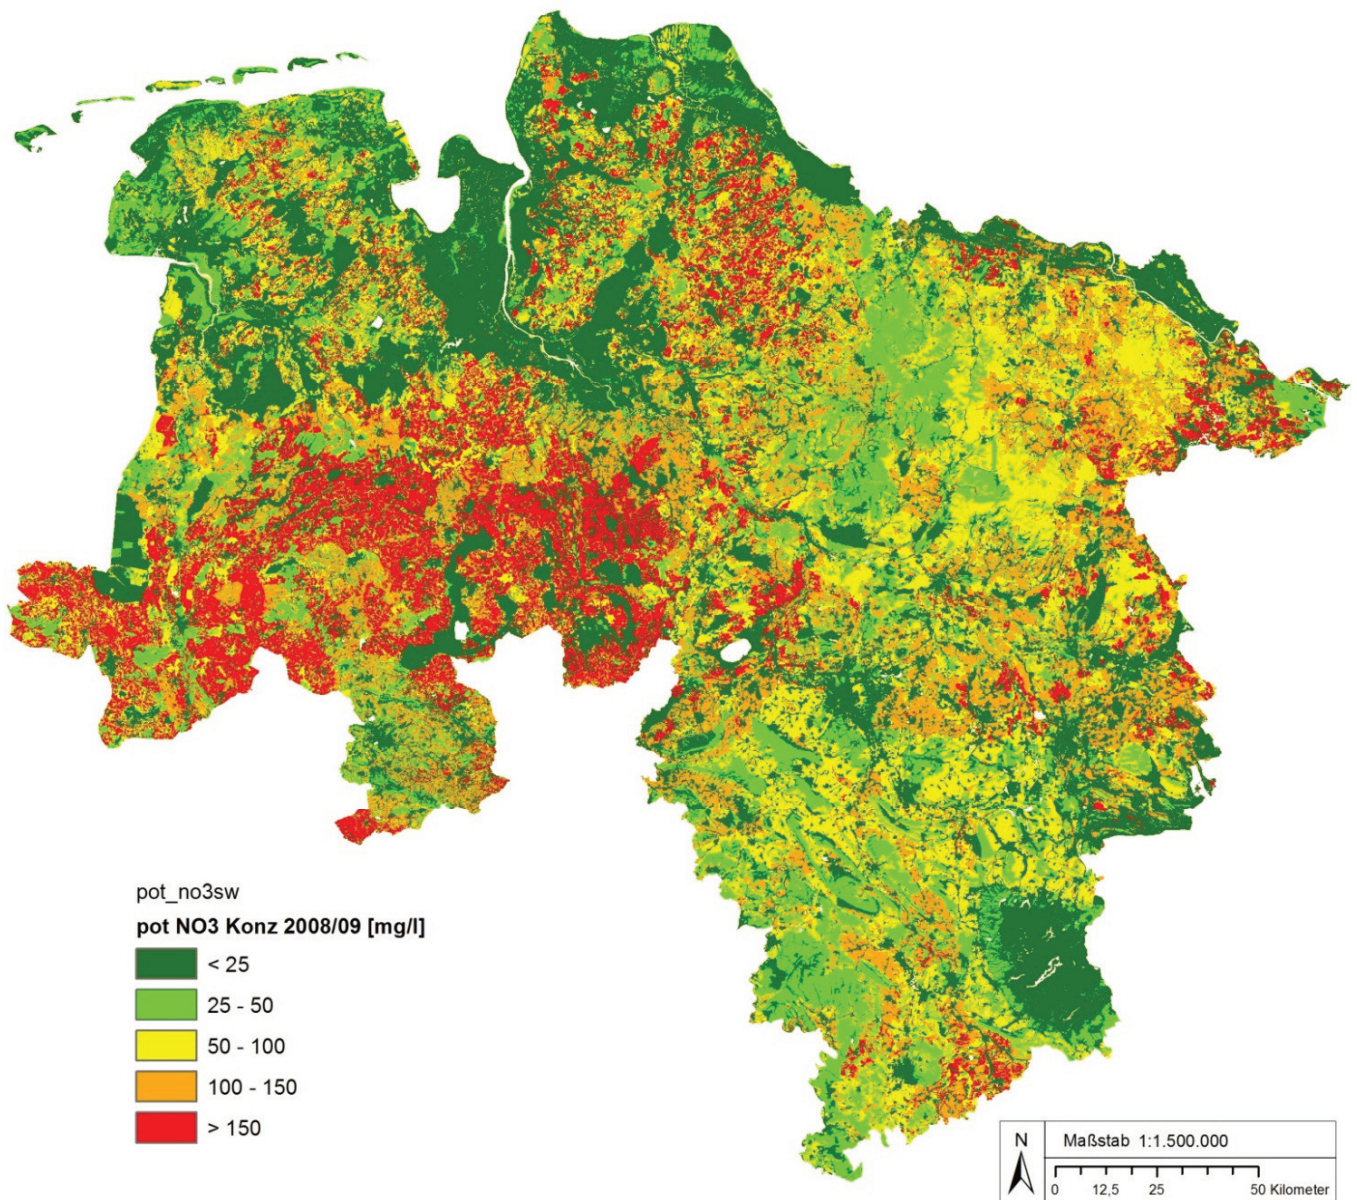 pot_no3sw
pot NO3 Konz 2008/09 [mg/l]
< 25
25 - 50
50 - 100
100 - 150
> 150
N
Maßstab 1:1.500.000
0 12,5 25 50 Kilometer